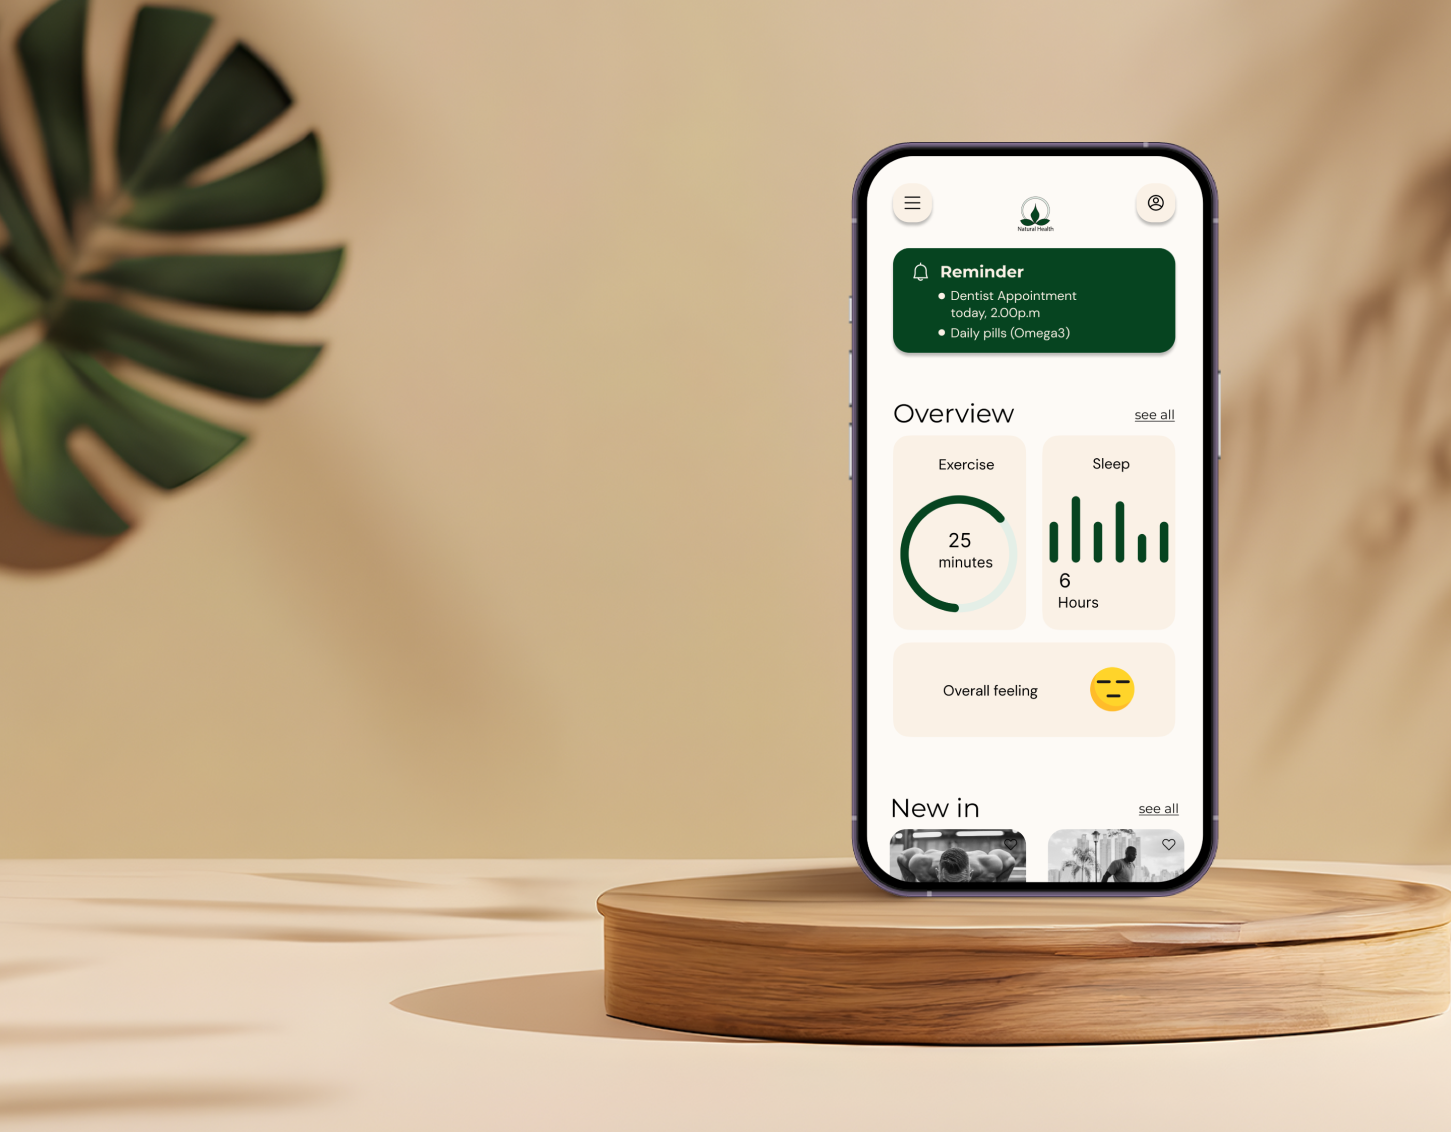 Natural Health
Reminder
Dentist Appointment
today, 2.00p.m
Daily pills (Omega3)
Overview
see all
Exercise
Sleep
25
minutes
6
Hours
Overall feeling
New in
see all